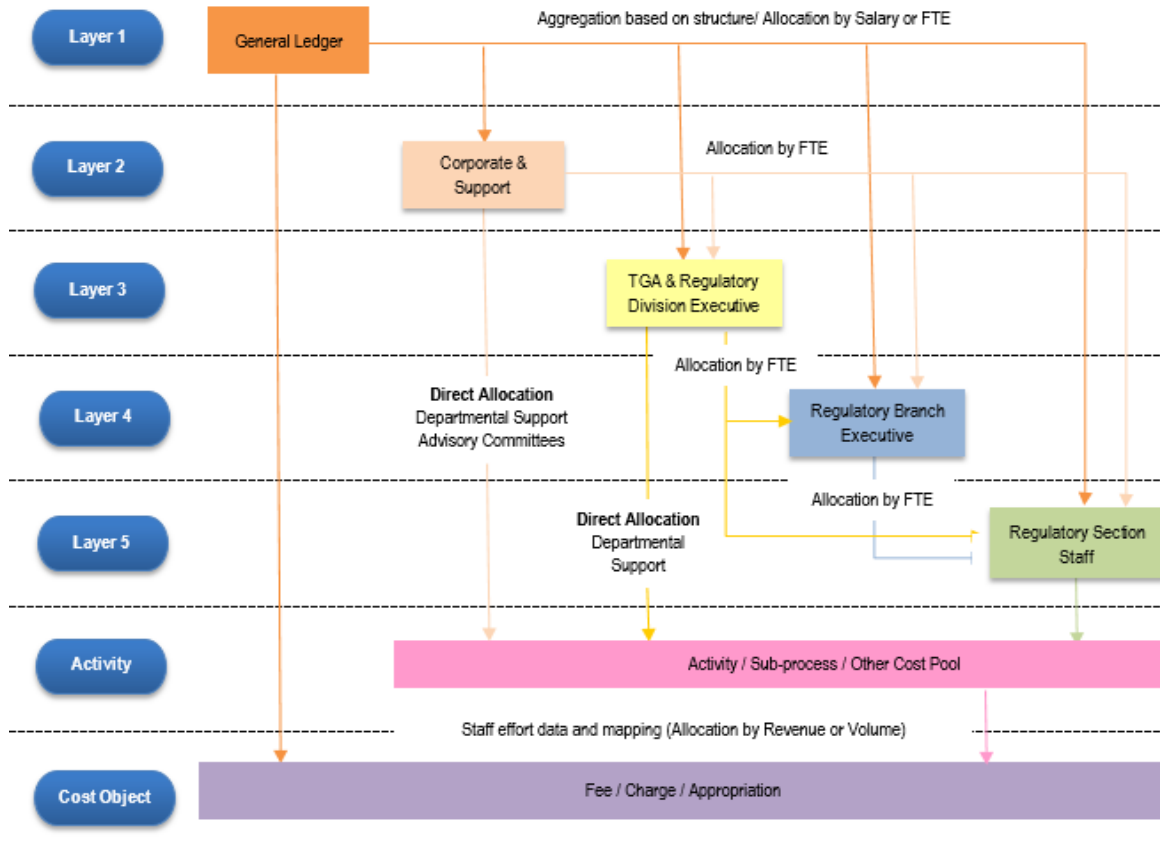 Layer 1
General Ledger
Aggregation based on structure/ Allocation by Salary or FTE
Layer 2
Corporate &
Support
Allocation by FTE
Layer 3
TGA & Regulatory
Division Executive
Allocation by FTE
Layer 4
Direct Allocation
Departmental Support
Advisory Committees
Regulatory Branch
Executive
Allocation by FTE
Layer 5
Direct Allocation
Departmental
Support
Regulatory Section
Staff
Activity
Activity / Sub-process / Other Cost Pool
Staff effort data and mapping (Allocation by Revenue or Volume)
Cost Object
Fee / Charge / Appropriation